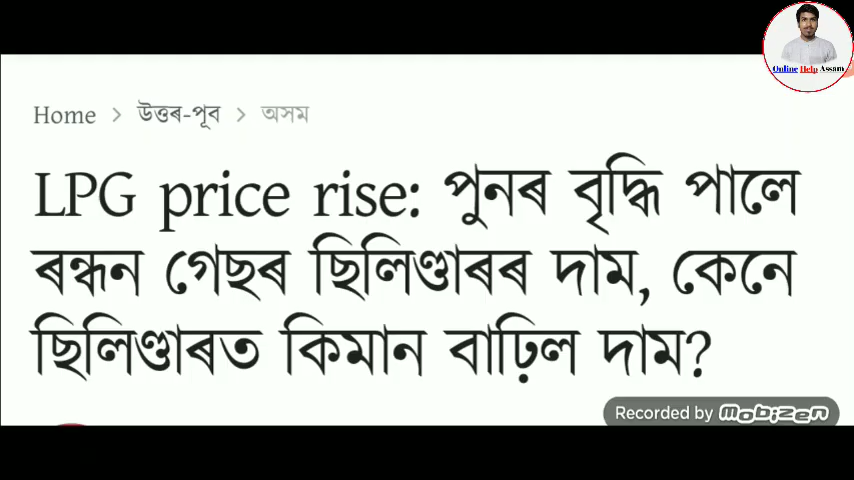 Online Help Assam
Home > উত্তৰ-পূব > অসম
LPG price rise: পুনৰ বৃদ্ধি পালে
ৰন্ধন গেছৰ ছিলিণ্ডাৰৰ দাম, কেনে
ছিলিণ্ডাৰত কিমান বাঢ়িল দাম?
Recorded by Mobizen